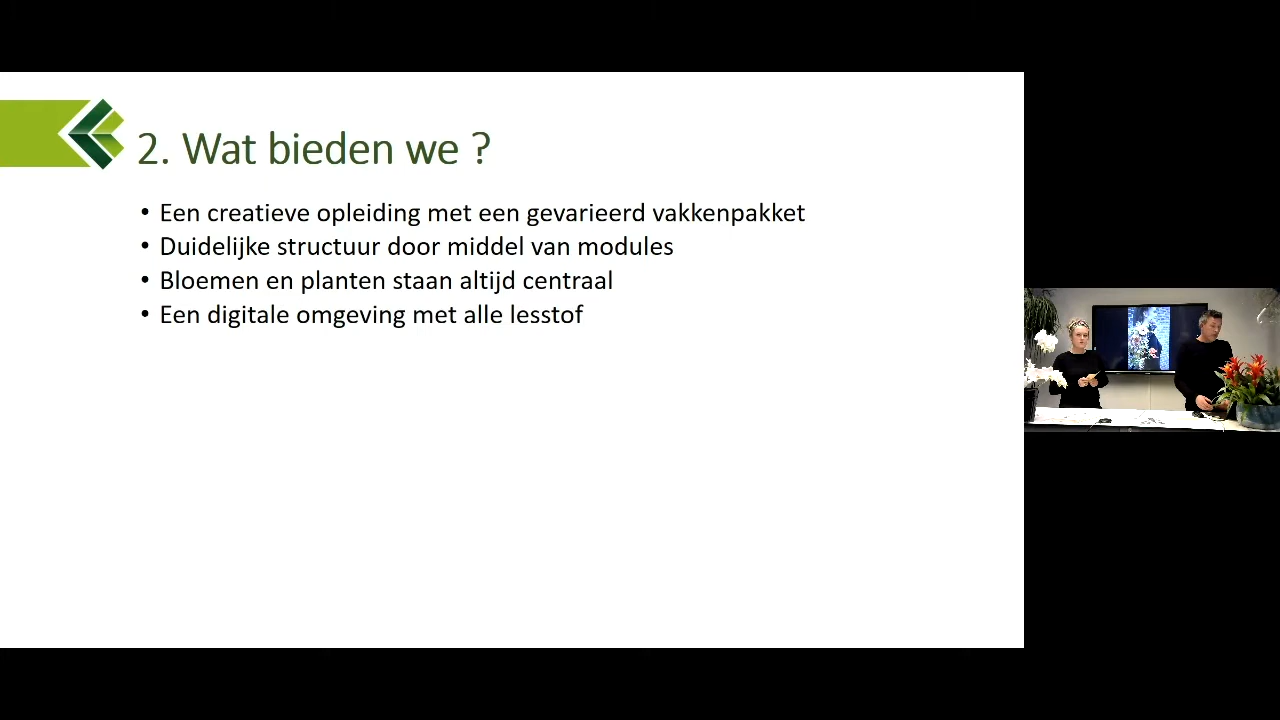 2. Wat bieden we ?
• Een creatieve opleiding met een gevarieerd vakkenpakket
• Duidelijke structuur door middel van modules
• Bloemen en planten staan altijd centraal
• Een digitale omgeving met alle lesstof